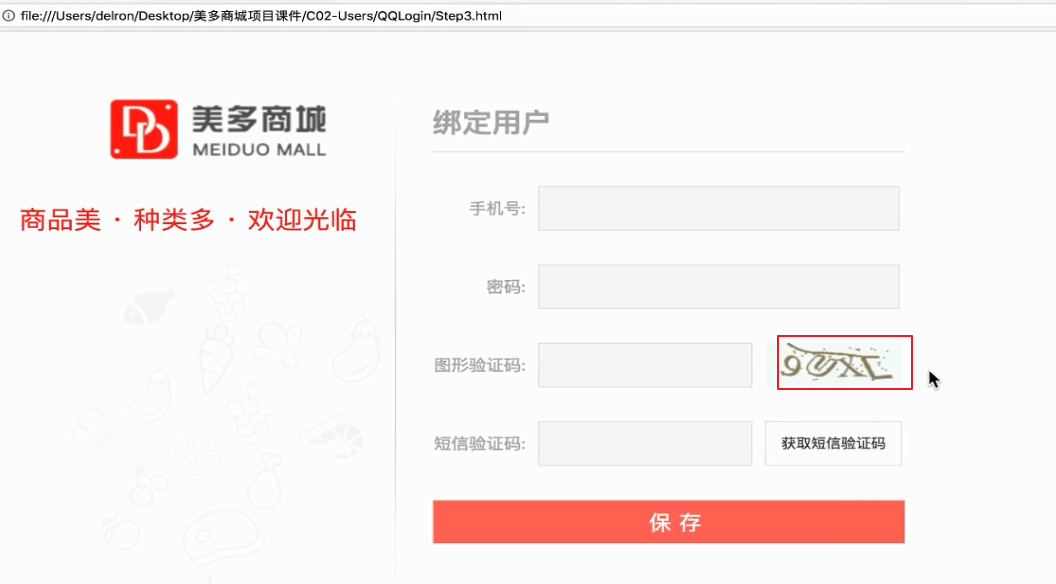 file:///Users/delron/Desktop/美多商城项目课件/C02-Users/QQLogin/Step3.html
美多商城
MEIDUO MALL
商品美 · 种类多 · 欢迎光临
绑定用户
手机号:
密码:
图形验证码:
短信验证码:
获取短信验证码
保 存